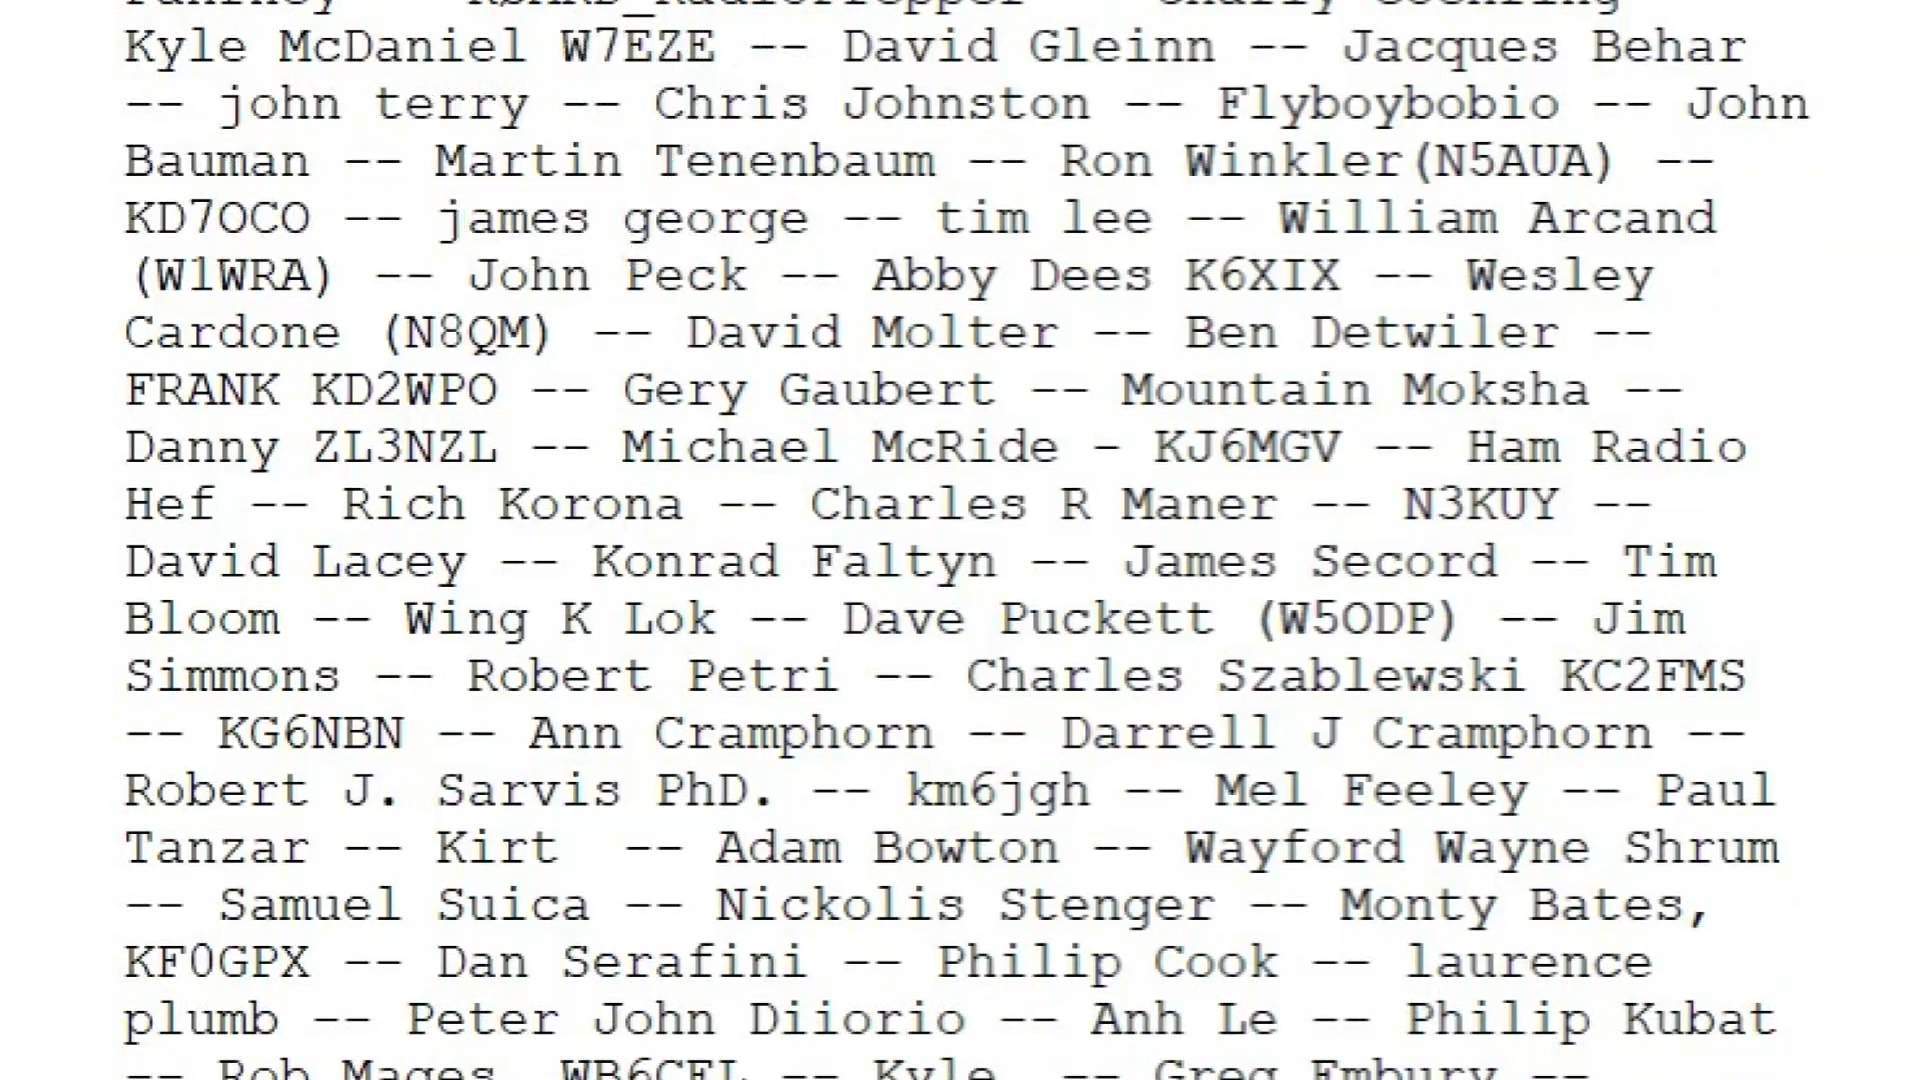 Kyle McDaniel W7EZE -- David Gleinn -- Jacques Behar
-- john terry -- Chris Johnston -- Flyboybobio -- John
Bauman -- Martin Tenenbaum -- Ron Winkler(N5AUA) --
KD7OCO -- james george -- tim lee -- William Arcand
(W1WRA) -- John Peck -- Abby Dees K6XIX -- Wesley
Cardone (N8QM) -- David Molter -- Ben Detwiler --
FRANK KD2WPO -- Gery Gaubert -- Mountain Moksha --
Danny ZL3NZL -- Michael McRide - KJ6MGV -- Ham Radio
Hef -- Rich Korona -- Charles R Maner -- N3KUY --
David Lacey -- Konrad Faltyn -- James Secord -- Tim
Bloom -- Wing K Lok -- Dave Puckett (W5ODP) -- Jim
Simmons -- Robert Petri -- Charles Szablewski KC2FMS
-- KG6NBN -- Ann Cramphorn -- Darrell J Cramphorn --
Robert J. Sarvis PhD. -- km6jgh -- Mel Feeley -- Paul
Tanzar -- Kirt  -- Adam Bowton -- Wayford Wayne Shrum
-- Samuel Suica -- Nickolis Stenger -- Monty Bates,
KF0GPX -- Dan Serafini -- Philip Cook -- laurence
plumb -- Peter John Diiorio -- Anh Le -- Philip Kubat
-- Rob Mages, -- Kyle  -- Greg Embury --